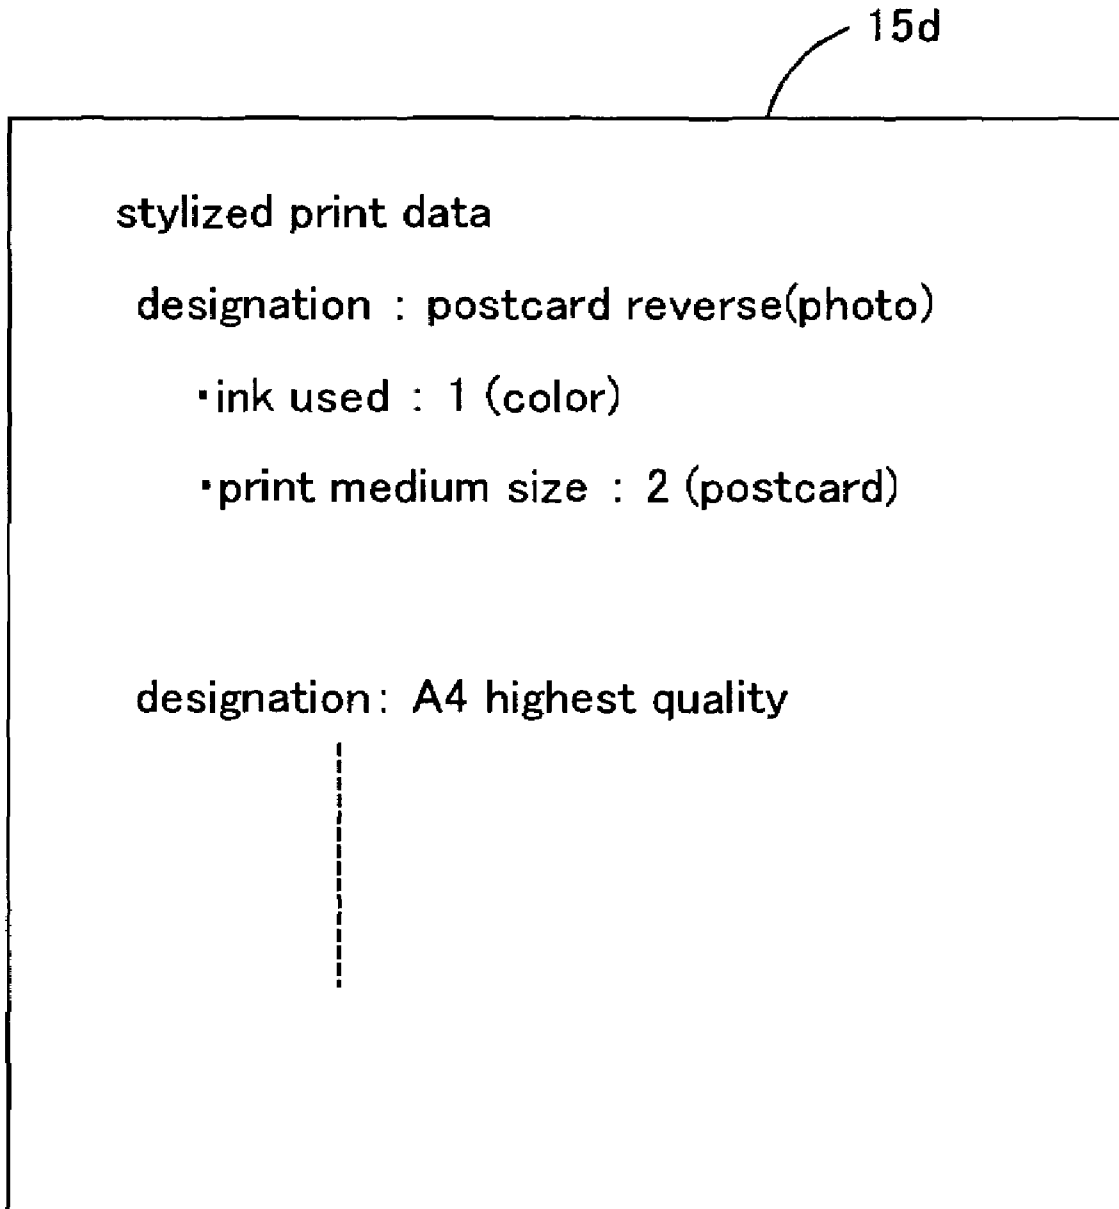 15d
stylized print data
designation : postcard reverse(photo)
・ink used : 1 (color)
・print medium size : 2 (postcard)
designation: A4 highest quality